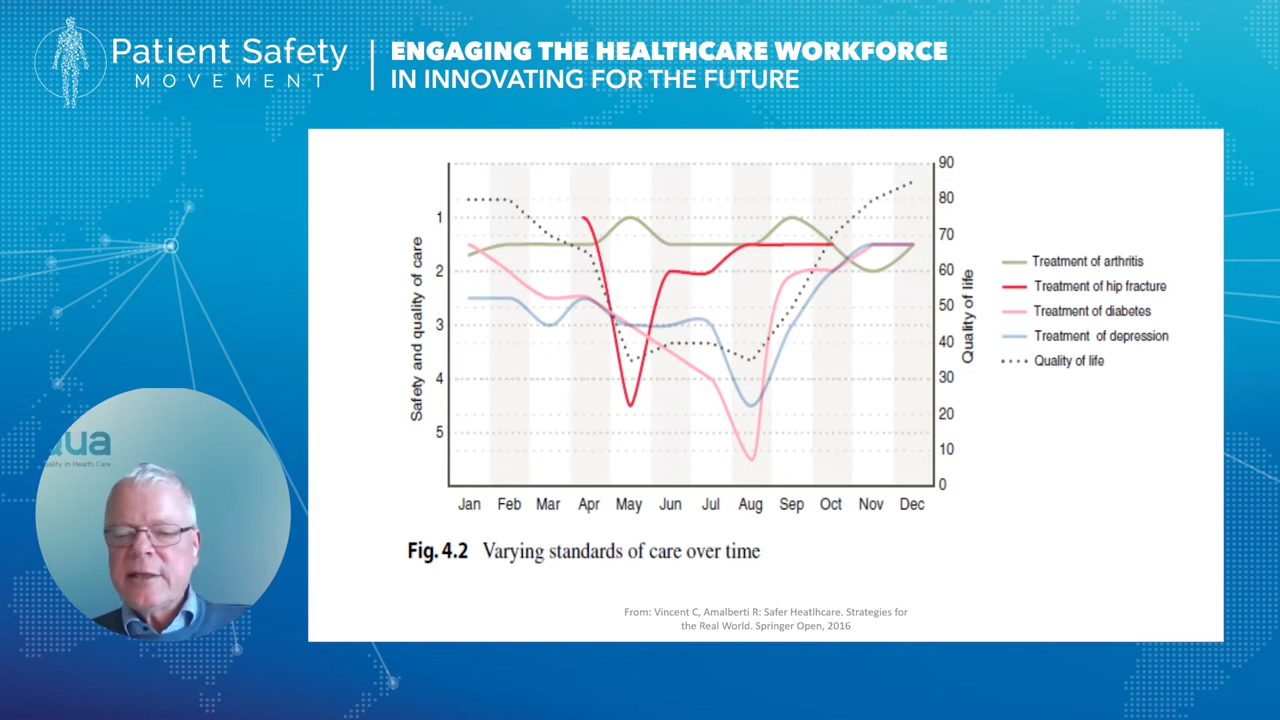 Patient Safety
MOVEMENT
ENGAGING THE HEALTHCARE WORKFORCE
IN INNOVATING FOR THE FUTURE
Safety and quality of care
1
2
3
4
5
90
80
70
60
50
40
30
20
10
0
Quality of life
Jan Feb Mar Apr May Jun Jul Aug Sep Oct Nov Dec
Treatment of arthritis
Treatment of hip fracture
Treatment of diabetes
Treatment of depression
Quality of life
Fig. 4.2 Varying standards of care over time
From: Vincent C, Amalberti R: Safer Heatlhcare. Strategies for
the Real World. Springer Open, 2016
in Health Care